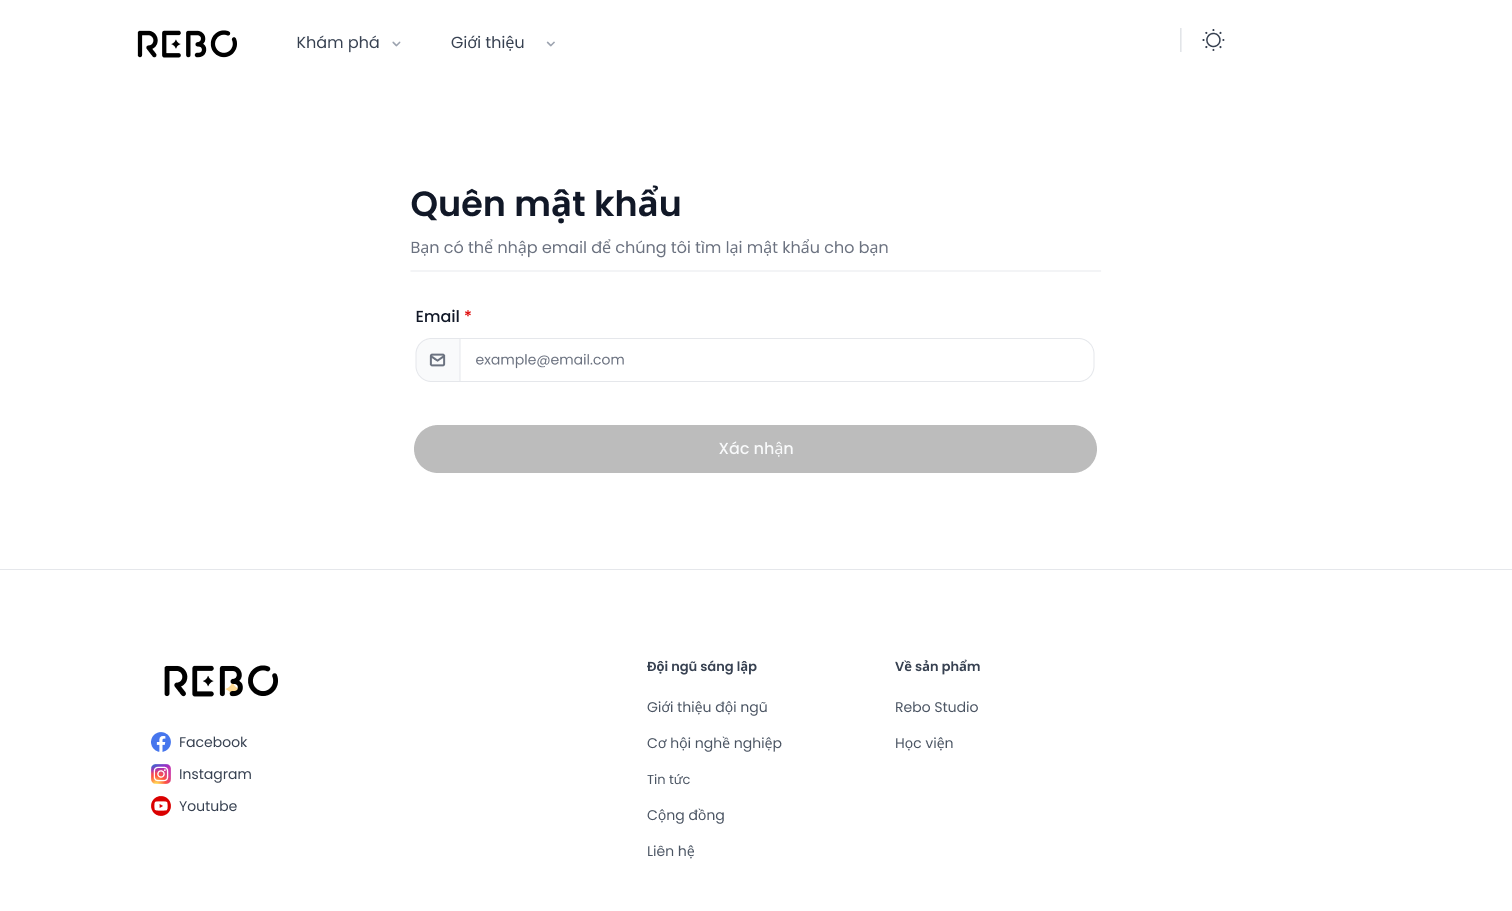 REBO
Khám phá
Giới thiệu
Quên mật khẩu
Bạn có thể nhập email để chúng tôi tìm lại mật khẩu cho bạn
Email *
example@email.com
Xác nhận
REBO
Facebook
Instagram
Youtube
Đội ngũ sáng lập
Giới thiệu đội ngũ
Cơ hội nghề nghiệp
Tin tức
Cộng đồng
Liên hệ
Về sản phẩm
Rebo Studio
Học viện